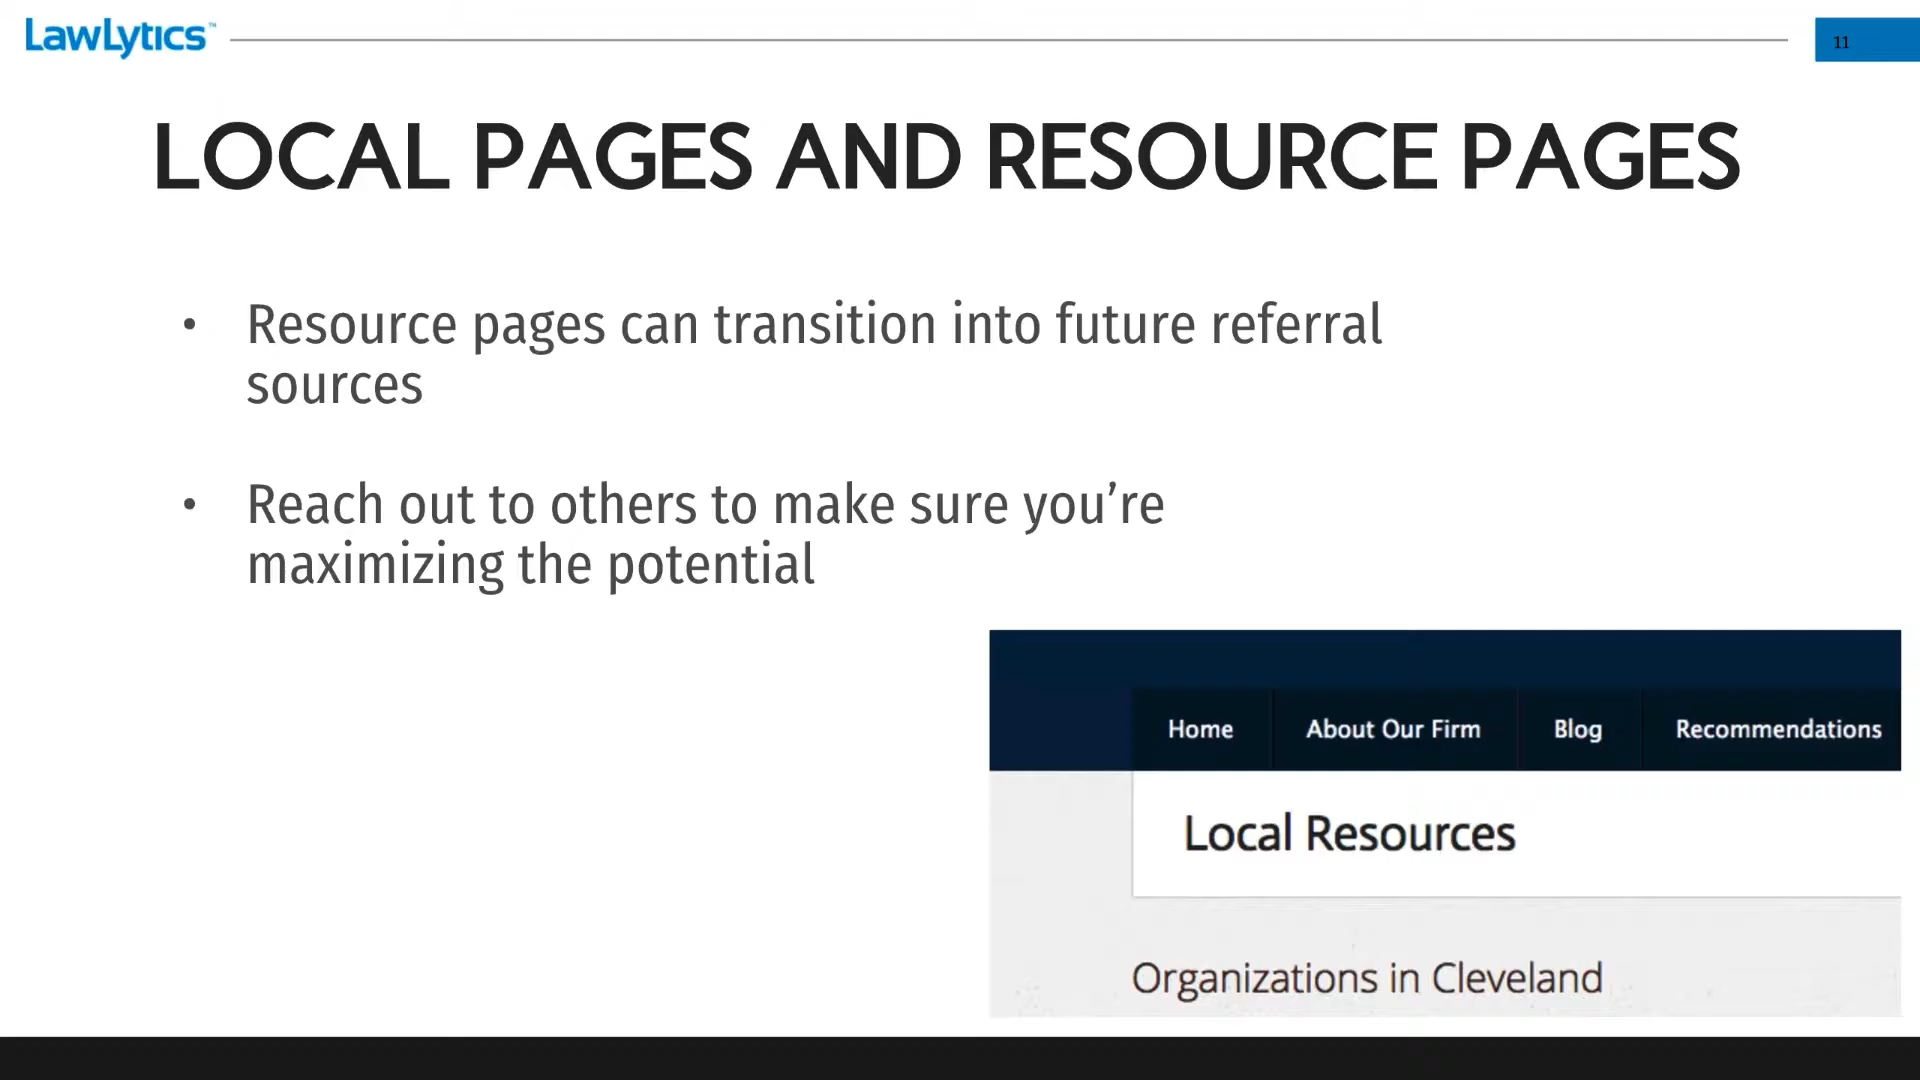 LawLytics™
11
LOCAL PAGES AND RESOURCE PAGES
• Resource pages can transition into future referral
sources
• Reach out to others to make sure you’re
maximizing the potential
Home About Our Firm Blog Recommendations
Local Resources
Organizations in Cleveland